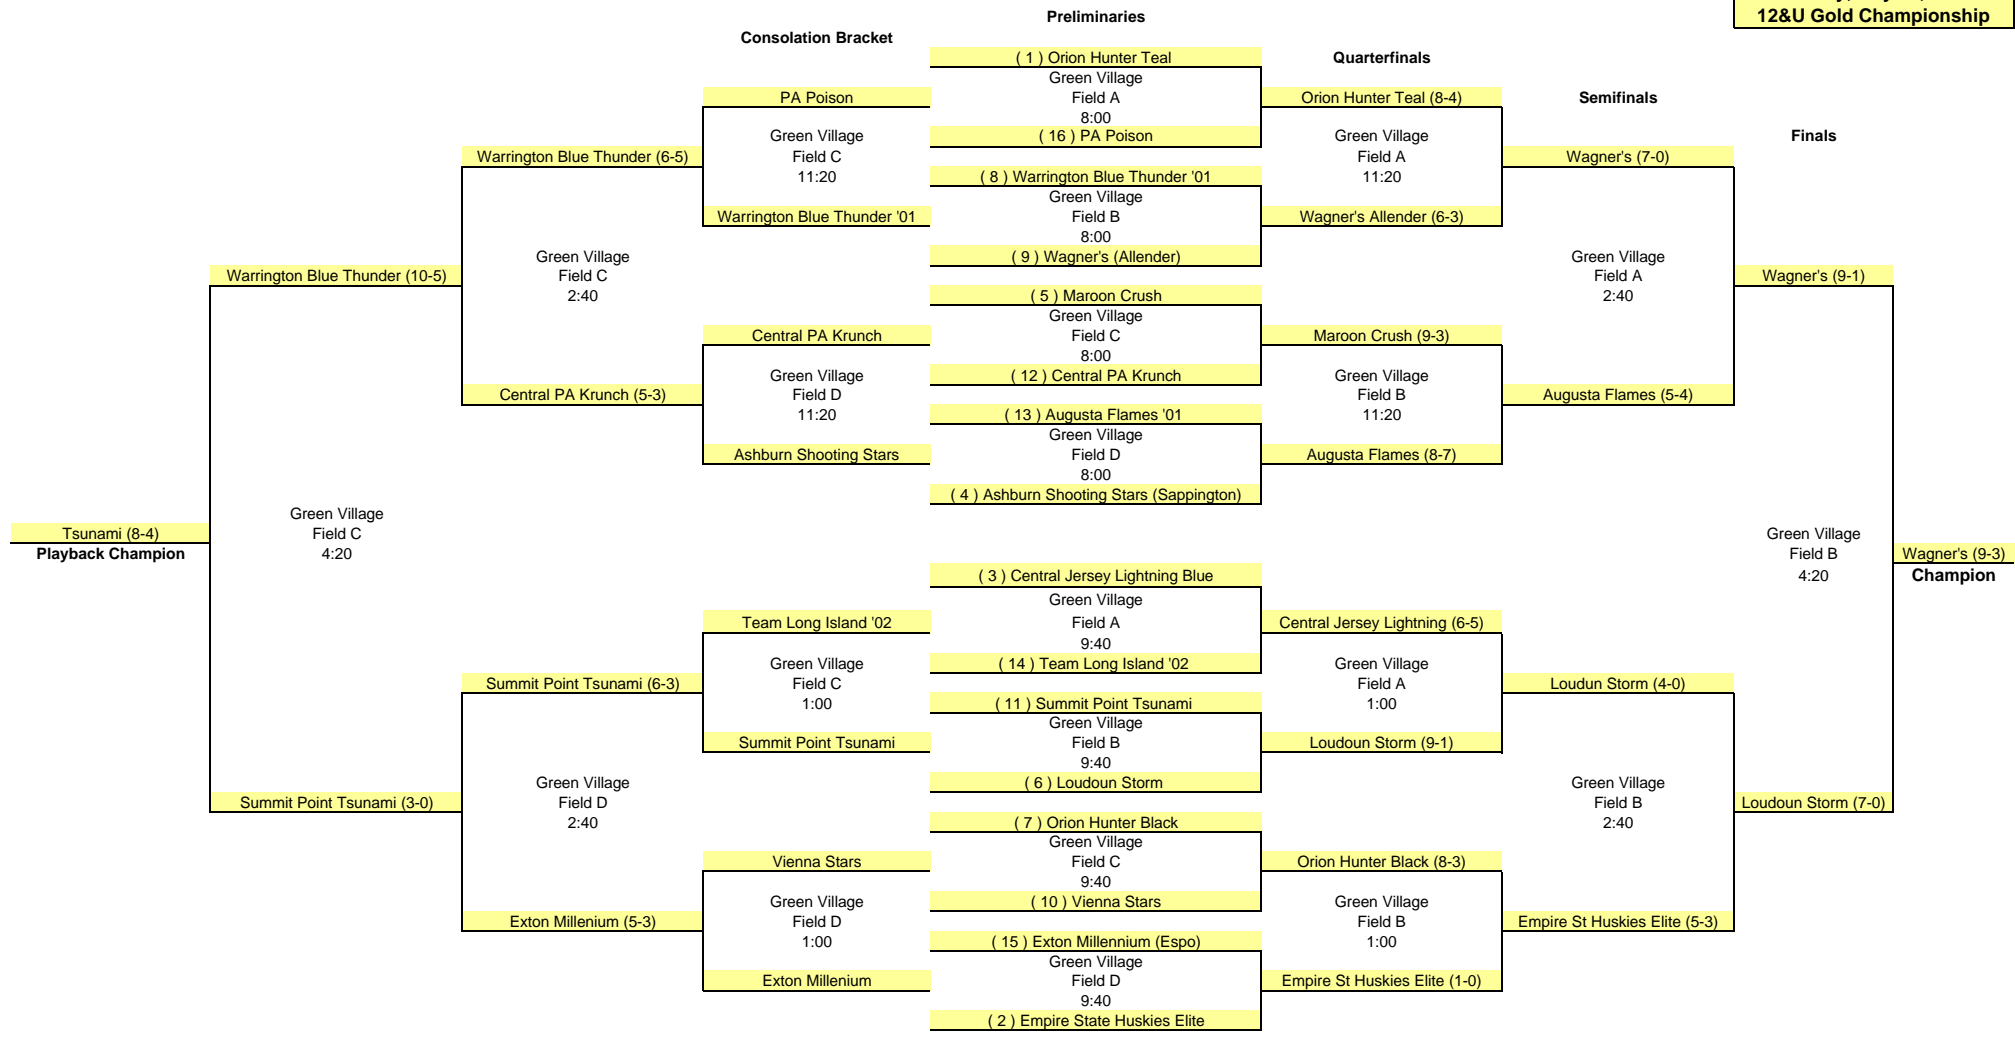 12&U Gold Championship
Preliminaries
Consolation Bracket
Quarterfinals
Semifinals
Finals
( 1 ) Orion Hunter Teal
Green Village
Field A
8:00
( 16 ) PA Poison
( 8 ) Warrington Blue Thunder '01
Green Village
Field B
8:00
( 9 ) Wagner's (Allender)
( 5 ) Maroon Crush
Green Village
Field C
8:00
( 12 ) Central PA Krunch
( 13 ) Augusta Flames '01
Green Village
Field D
8:00
( 4 ) Ashburn Shooting Stars (Sappington)
( 3 ) Central Jersey Lightning Blue
Green Village
Field A
9:40
( 14 ) Team Long Island '02
( 11 ) Summit Point Tsunami
Green Village
Field B
9:40
( 6 ) Loudoun Storm
( 7 ) Orion Hunter Black
Green Village
Field C
9:40
( 10 ) Vienna Stars
( 15 ) Exton Millennium (Espo)
Green Village
Field D
9:40
( 2 ) Empire State Huskies Elite
PA Poison
Green Village
Field C
11:20
Warrington Blue Thunder '01
Central PA Krunch
Green Village
Field D
11:20
Ashburn Shooting Stars
Team Long Island '02
Green Village
Field C
1:00
Summit Point Tsunami
Vienna Stars
Green Village
Field D
1:00
Exton Millenium
Warrington Blue Thunder (6-5)
Green Village
Field C
2:40
Central PA Krunch (5-3)
Summit Point Tsunami (6-3)
Green Village
Field D
2:40
Exton Millenium (5-3)
Warrington Blue Thunder (10-5)
Green Village
Field C
4:20
Summit Point Tsunami (3-0)
Tsunami (8-4)
Playback Champion
Orion Hunter Teal (8-4)
Green Village
Field A
11:20
Wagner's Allender (6-3)
Maroon Crush (9-3)
Green Village
Field B
11:20
Augusta Flames (8-7)
Central Jersey Lightning (6-5)
Green Village
Field A
1:00
Loudoun Storm (9-1)
Orion Hunter Black (8-3)
Green Village
Field B
1:00
Empire St Huskies Elite (1-0)
Wagner's (7-0)
Green Village
Field A
2:40
Augusta Flames (5-4)
Loudun Storm (4-0)
Green Village
Field B
2:40
Empire St Huskies Elite (5-3)
Wagner's (9-1)
Green Village
Field B
4:20
Loudoun Storm (7-0)
Wagner's (9-3)
Champion